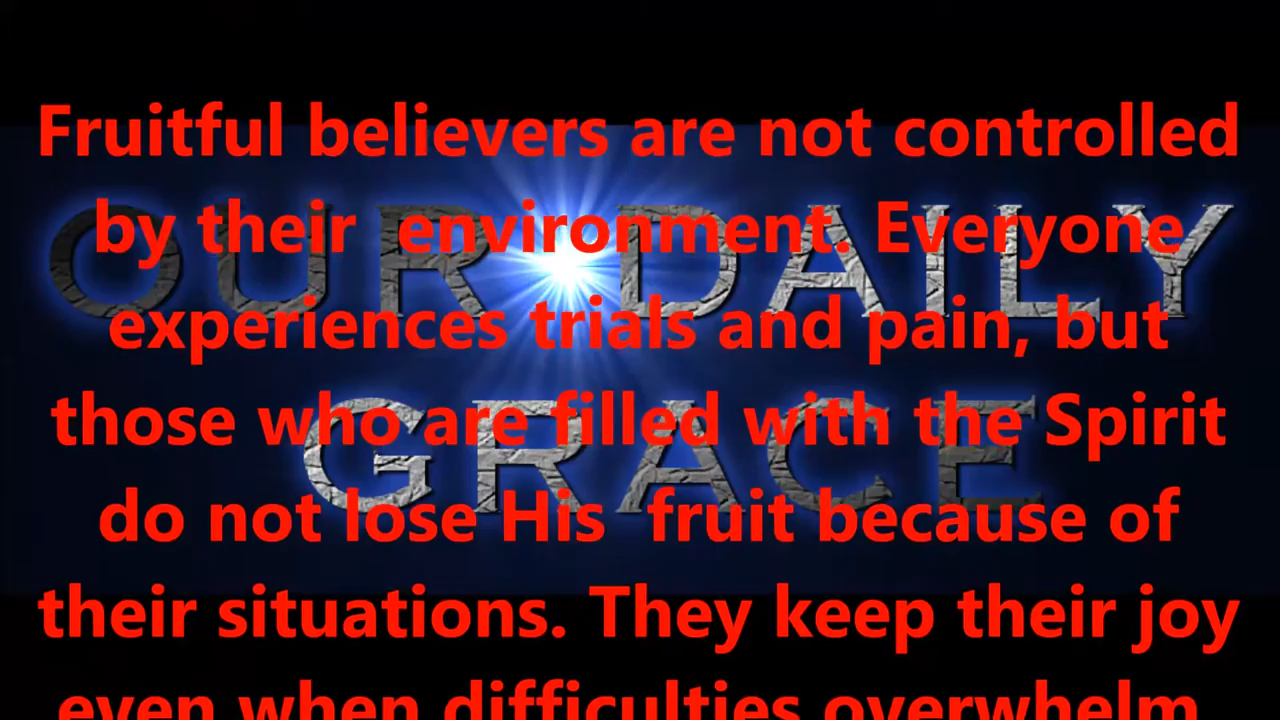 Fruitful believers are not controlled
by their environment. Everyone
experiences trials and pain, but
those who are filled with the Spirit
do not lose His fruit because of
their situations. They keep their joy
even when difficulties overwhelm
OUR DAILY
GRACE